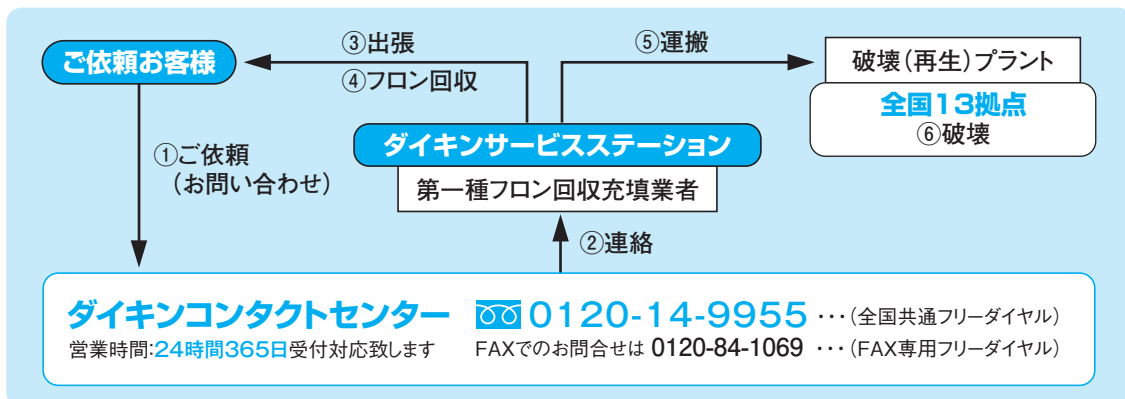 ご依頼お客様
③出張
④フロン回収
⑤運搬
破壊(再生)プラント
全国13拠点
⑥破壊
ダイキンサービスステーション
第一種フロン回収充填業者
①ご依頼
(お問い合わせ)
②連絡
ダイキンコンタクトセンター
0120-14-9955 ･･･(全国共通フリーダイヤル)
営業時間:24時間365日受付対応致します
FAXでのお問合せは 0120-84-1069 ･･･(FAX専用フリーダイヤル)